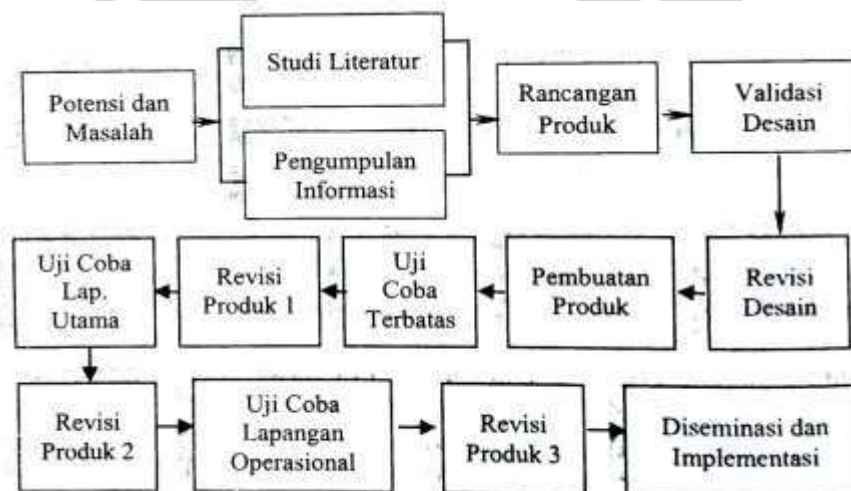 Potensi dan
Masalah
Studi Literatur
Pengumpulan
Informasi
Rancangan
Produk
Validasi
Desain
Revisi
Desain
Pembuatan
Produk
Uji
Coba
Terbatas
Revisi
Produk 1
Uji Coba
Lap.
Utama
Revisi
Produk 2
Uji Coba
Lapangan
Operasional
Revisi
Produk 3
Diseminasi dan
Implementasi